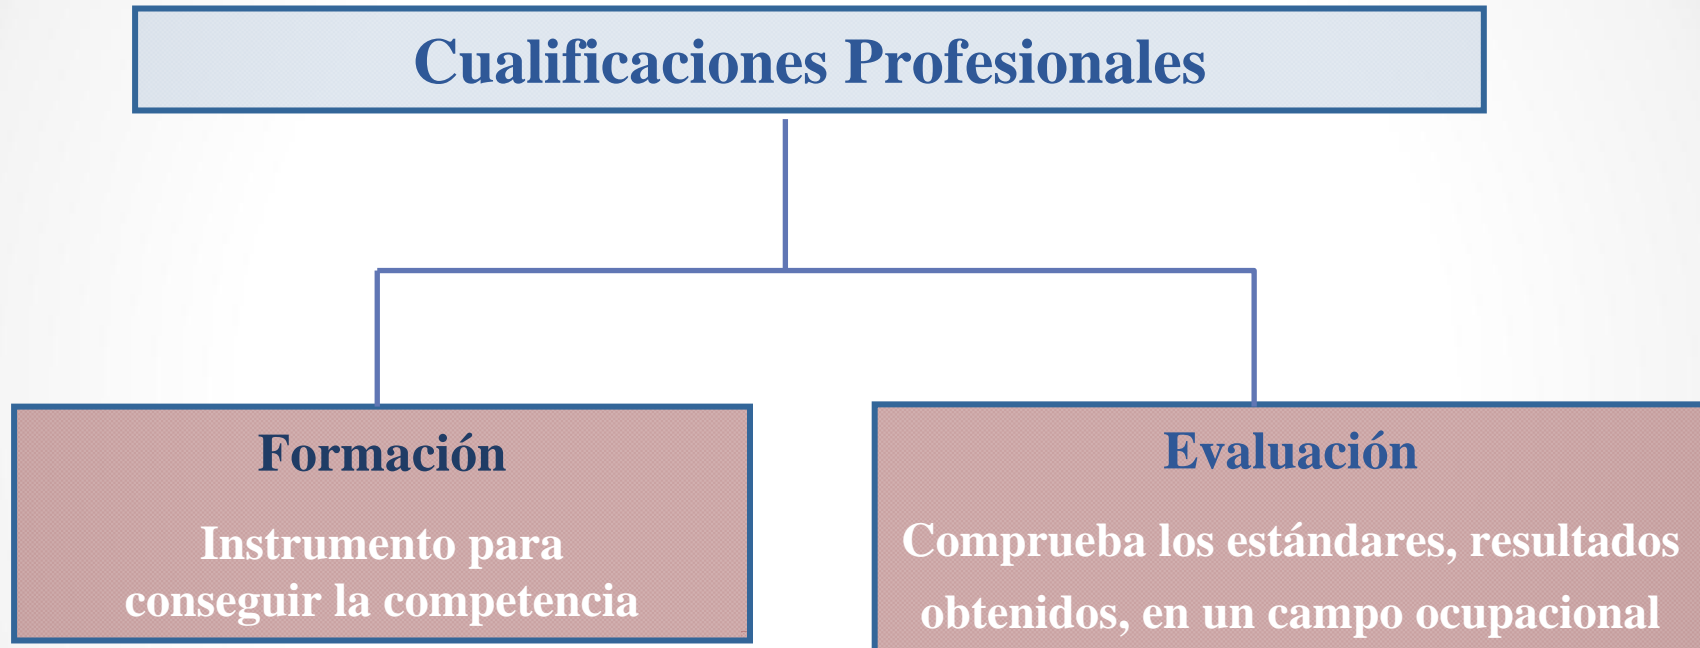 Cualificaciones Profesionales
Formación
Instrumento para
conseguir la competencia
Evaluación
Comprueba los estándares, resultados
obtenidos, en un campo ocupacional